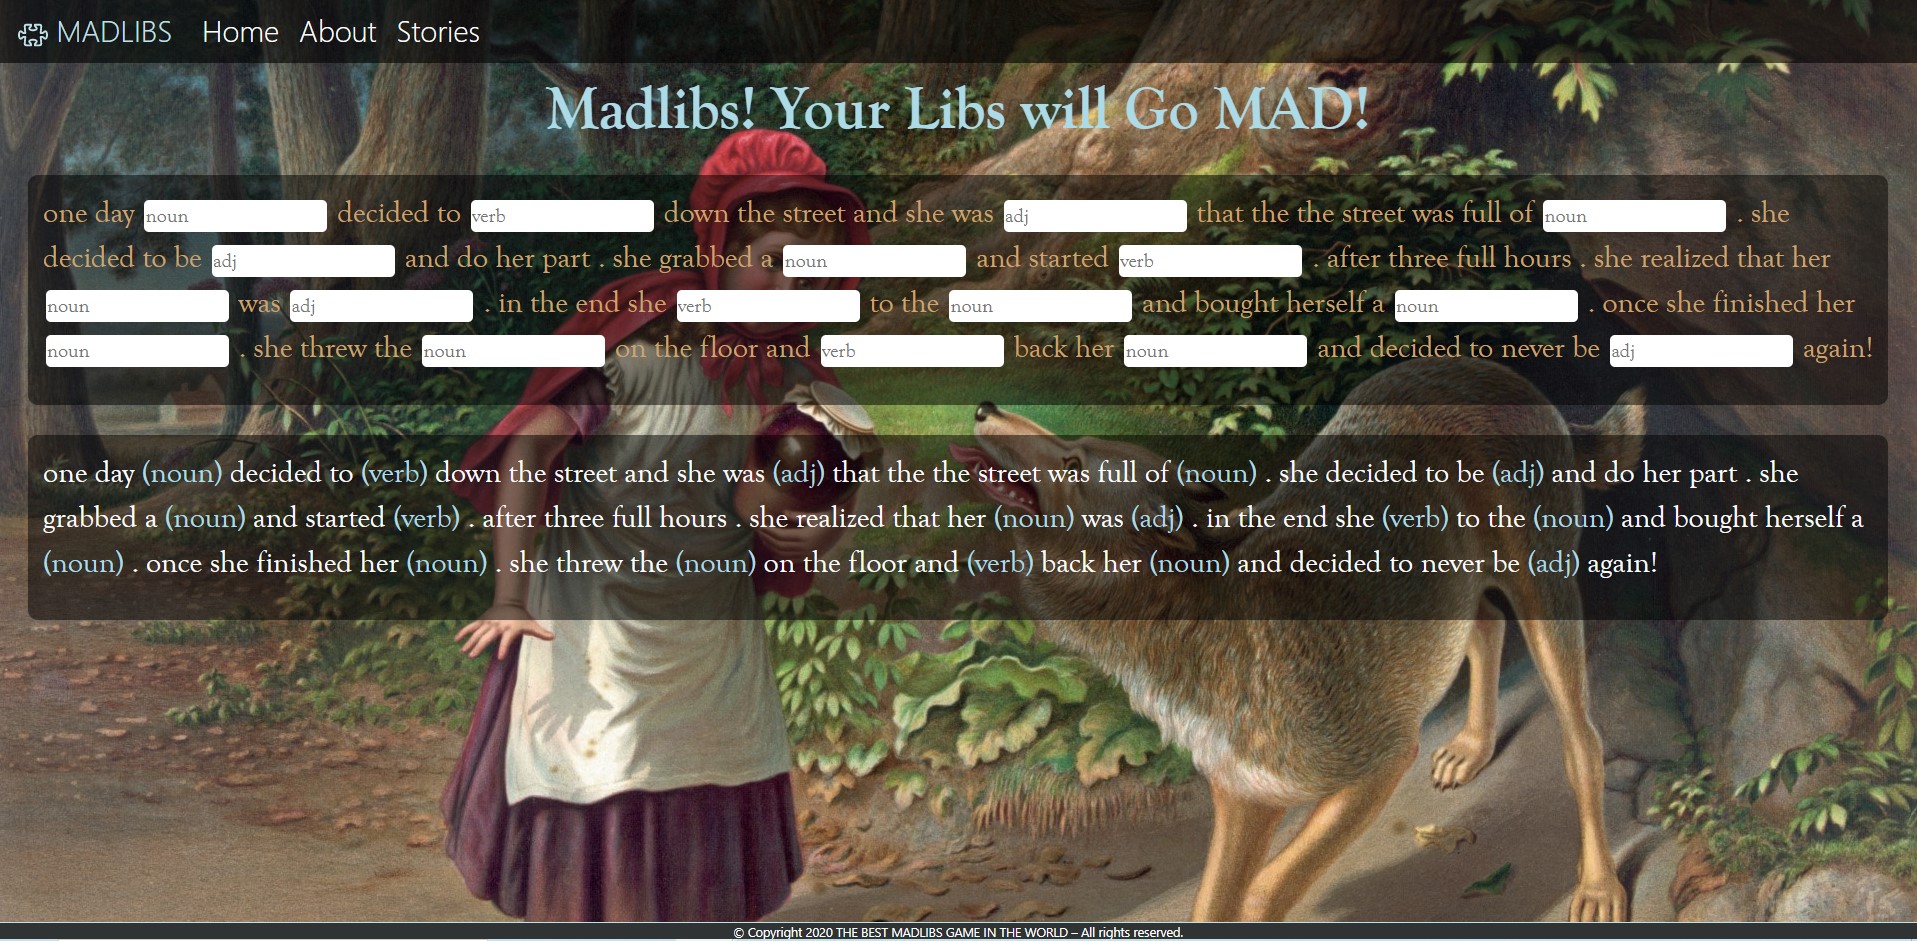 MADLIBS Home About Stories
Madlibs! Your Libs will Go MAD!
one day noun decided to verb down the street and she was adj that the the street was full of noun . she
decided to be adj and do her part . she grabbed a noun and started verb . after three full hours . she realized that her
noun was adj . in the end she verb to the noun and bought herself a noun . once she finished her
noun . she threw the noun on the floor and verb back her noun and decided to never be adj again!
one day (noun) decided to (verb) down the street and she was (adj) that the the street was full of (noun) . she decided to be (adj) and do her part . she
grabbed a (noun) and started (verb) . after three full hours . she realized that her (noun) was (adj) . in the end she (verb) to the (noun) and bought herself a
(noun) . once she finished her (noun) . she threw the (noun) on the floor and (verb) back her (noun) and decided to never be (adj) again!
© Copyright 2020 THE BEST MADLIBS GAME IN THE WORLD – All rights reserved.